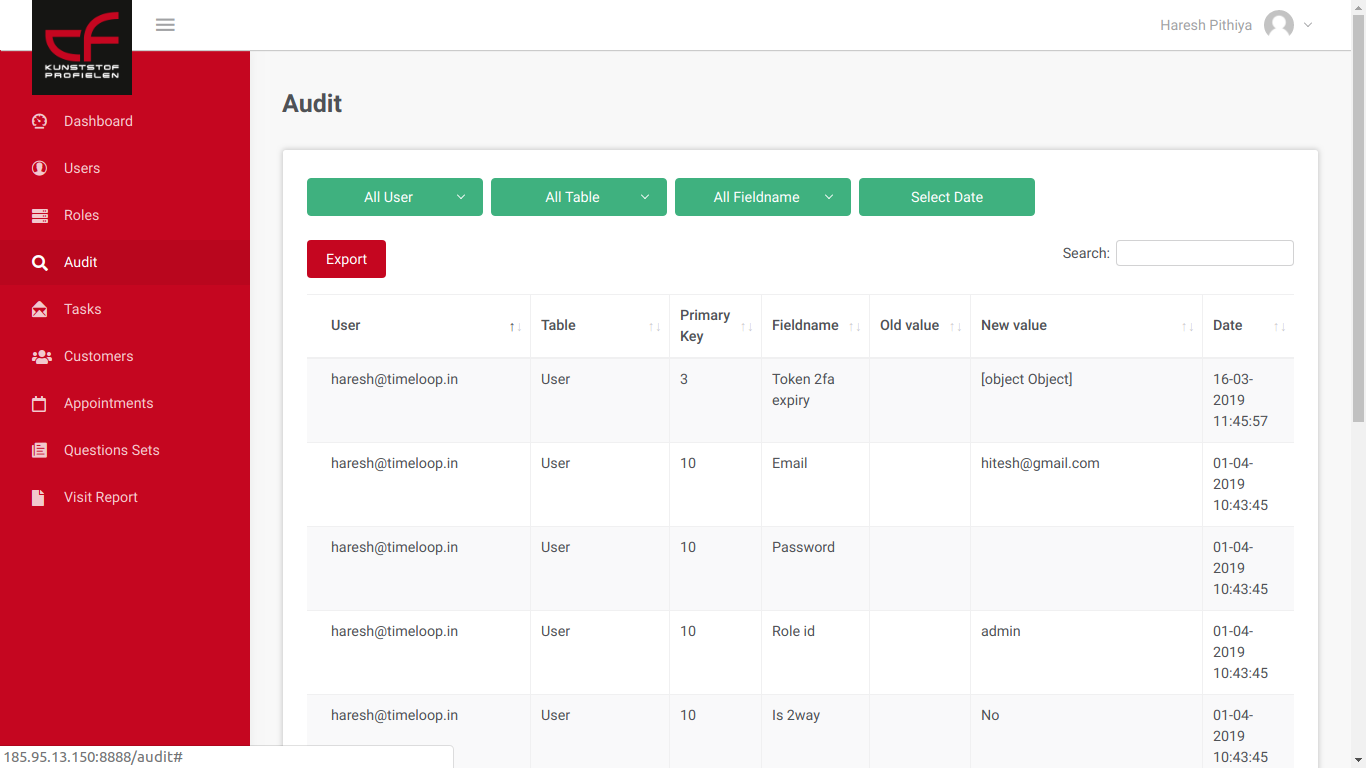 KUNSTSTOF
PROFIELEN
Haresh Pithiya
Dashboard
Users
Roles
Audit
Tasks
Customers
Appointments
Questions Sets
Visit Report
Audit
All User
All Table
All Fieldname
Select Date
Export
Search:
User
Table
Primary
Key
Fieldname
Old value
New value
Date
haresh@timeloop.in
User
3
Token 2fa
expiry
[object Object]
16-03-
2019
11:45:57
haresh@timeloop.in
User
10
Email
hitesh@gmail.com
01-04-
2019
10:43:45
haresh@timeloop.in
User
10
Password
01-04-
2019
10:43:45
haresh@timeloop.in
User
10
Role id
admin
01-04-
2019
10:43:45
haresh@timeloop.in
User
10
Is 2way
No
01-04-
2019
10:43:45
185.95.13.150:8888/audit#